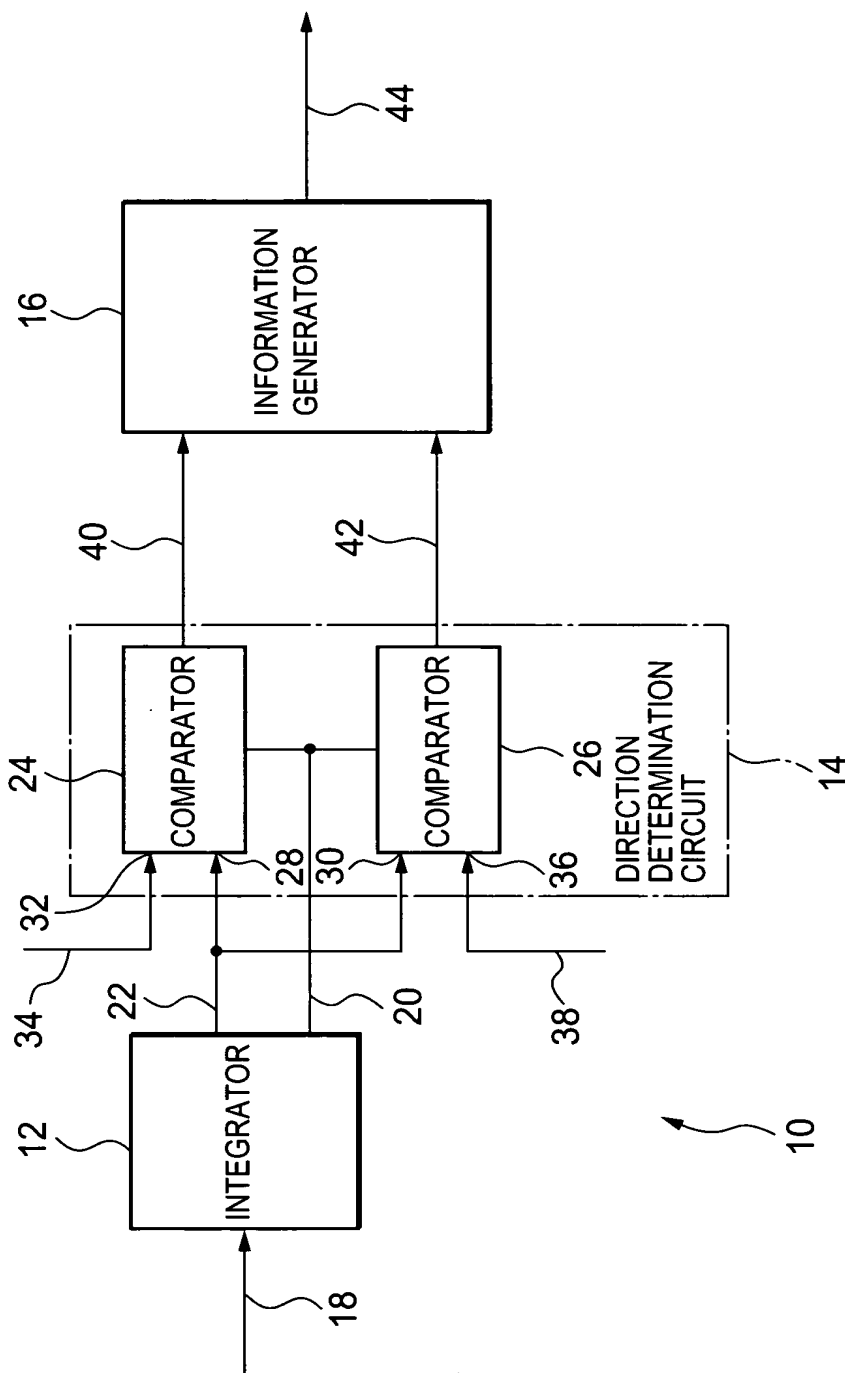 10
12
INTEGRATOR
18
22
20
34
38
32
28
30
36
24
COMPARATOR
26
COMPARATOR
DIRECTION
DETERMINATION
CIRCUIT
14
40
42
16
INFORMATION
GENERATOR
44